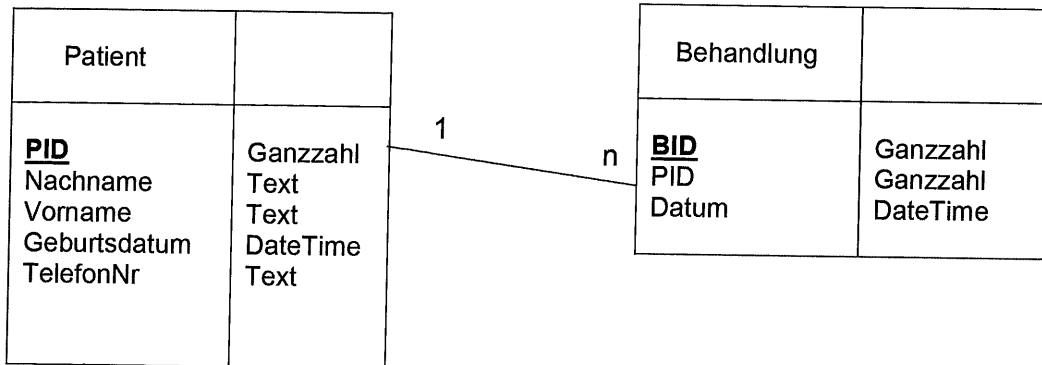 Patient
PID Ganzzahl
Nachname Text
Vorname Text
Geburtsdatum DateTime
TelefonNr Text
1
n
Behandlung
BID Ganzzahl
PID Ganzzahl
Datum DateTime